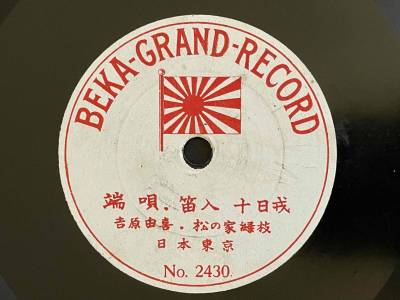 BEKA-GRAND-RECORD
端唄.笛入 十日戎
吉原由喜.松の家縁枝
日本東京
No. 2430.